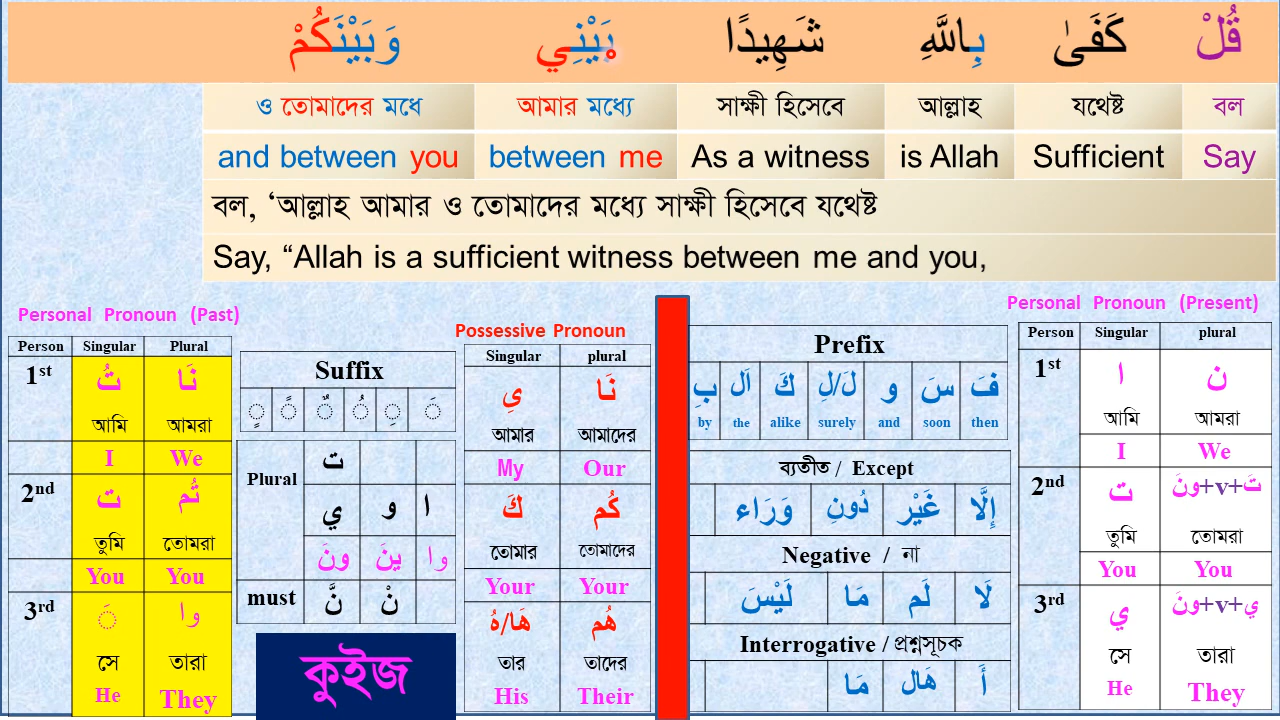 قُلْ كَفَىٰ بِاللَّهِ شَهِيدًا بَيْنِي وَبَيْنَكُمْ
ও তোমাদের মধে আমার মধ্যে সাক্ষী হিসেবে আল্লাহ যথেষ্ট বল
and between you between me As a witness is Allah Sufficient Say
বল, ‘আল্লাহ আমার ও তোমাদের মধ্যে সাক্ষী হিসেবে যথেষ্ট
Say, “Allah is a sufficient witness between me and you,
Personal Pronoun (Past)
Person Singular Plural
1st تُ نَا
আমি আমরা
I We
2nd ت تُم
তুমি তোমরা
You You
3rd َ وا
সে তারা
He They
Suffix
ٍ ً ٌ ُ ِ َ
Plural ت
ي و ا
ونَ ينَ وا
must نَّ نْ
কুইজ
Possessive Pronoun
Singular plural
يِ نَا
আমার আমাদের
My Our
كَ كُم
তোমার তোমাদের
Your Your
هَا/هُ هُم
তার তাদের
His Their
Prefix
بِ اَل كَ لَ/لِ و سَ فَ
by the alike surely and soon then
ব্যতীত / Except
وَرَاء دُونِ غَيْر إِلَّا
Negative / না
لَيْسَ مَا لَم لَا
Interrogative / প্রশ্নসূচক
مَا هَال أَ
Personal Pronoun (Present)
Person Singular plural
1st ا ن
আমি আমরা
I We
2nd ت تَ+v+ونَ
তুমি তোমরা
You You
3rd ي ي+v+ونَ
সে তারা
He They